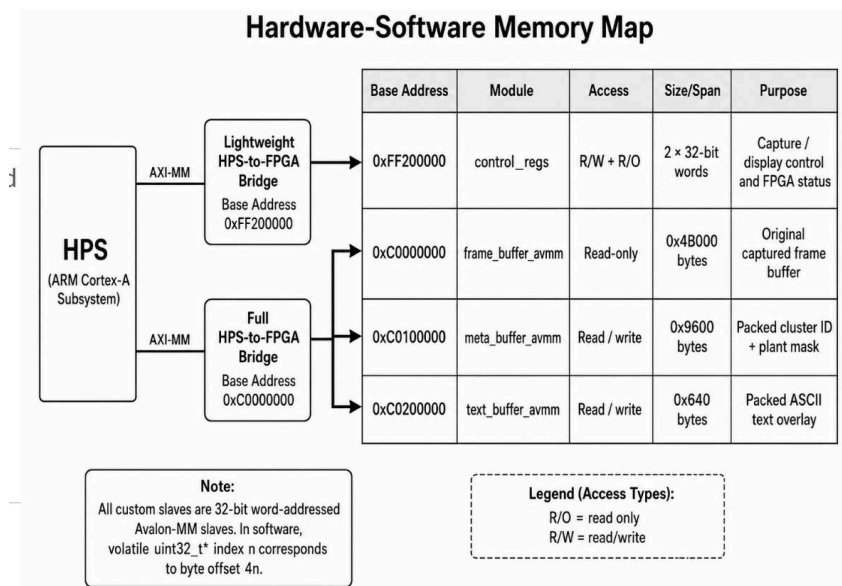 Hardware-Software Memory Map
d
HPS
(ARM Cortex-A
Subsystem)
AXI-MM
Lightweight
HPS-to-FPGA
Bridge
Base Address
0xFF200000
AXI-MM
Full
HPS-to-FPGA
Bridge
Base Address
0xC0000000
Base Address Module Access Size/Span Purpose
0xFF200000 control_regs R/W + R/O 2 × 32-bit
words Capture /
display control
and FPGA status
0xC0000000 frame_buffer_avmm Read-only 0x4B000
bytes Original
captured frame
buffer
0xC0100000 meta_buffer_avmm Read / write 0x9600
bytes Packed cluster ID
+ plant mask
0xC0200000 text_buffer_avmm Read / write 0x640
bytes Packed ASCII
text overlay
Note:
All custom slaves are 32-bit word-addressed
Avalon-MM slaves. In software,
volatile uint32_t* index n corresponds
to byte offset 4n.
Legend (Access Types):
R/O = read only
R/W = read/write